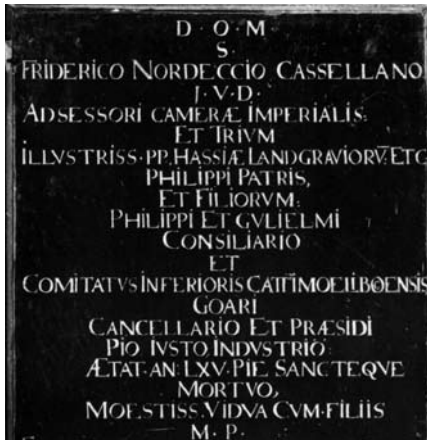 D · O · M ·
S ·
FRIDERICO NORDECCIO CASSELLANO
J · V · D ·
ADSESSORI CAMERÆ IMPERIALIS:
ET TRIVM
ILLVSTRISS · PP. HASSIÆ LANDGRAVIORV̄: ETC
PHILIPPI PATRIS,
ET FILIORVM:
PHILIPPI ET GVLIELMI
CONSILIARIO
ET
COMITATVS INFERIORIS
GOARI
CANCELLARIO ET PRÆSIDI
PIO IVSTO INDVSTRIO
ÆTAT · AN: LXV. PIE SANCTEQVE
MORTVO,
MOESTISS. VIDVA CVM · FILIIS
M · P ·